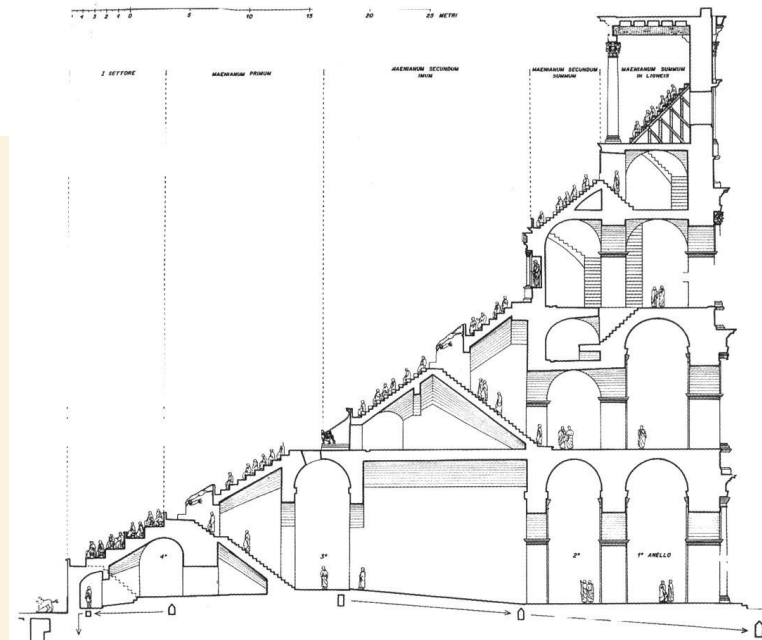 4 3 2 1 0 5 10 15 20 25 METRI
I SETTORE
MAENIANUM PRIMUM
MAENIANUM SECUNDUM
IMUM
MAENIANUM SECUNDUM
SUMMUM
MAENIANUM SUMMUM
IN LIGNEIS
4°
3°
2°
1° ANELLO